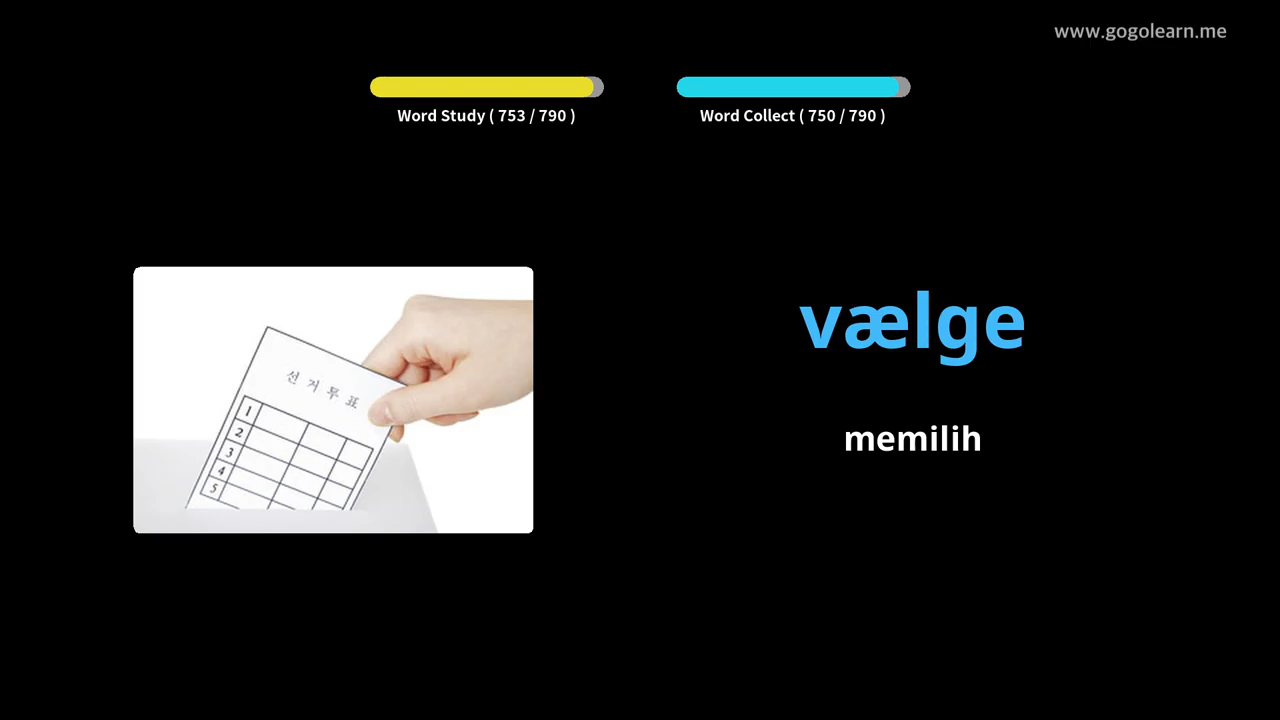 www.gogolearn.me
Word Study ( 753 / 790 )
Word Collect ( 750 / 790 )
선거투표
1
2
3
4
5
vælge
memilih